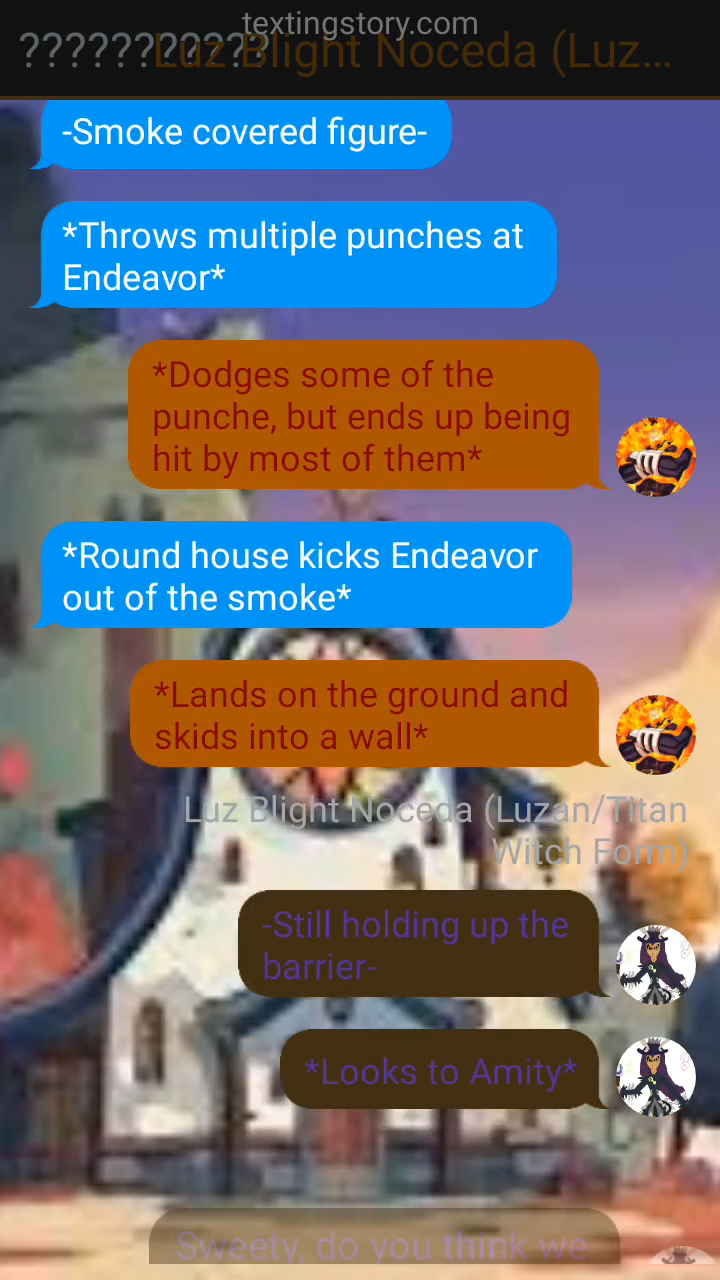 textingstory.com
??????????? Luz Blight Noceda (Luz...
-Smoke covered figure-
*Throws multiple punches at
Endeavor*
*Dodges some of the
punche, but ends up being
hit by most of them*
*Round house kicks Endeavor
out of the smoke*
*Lands on the ground and
skids into a wall*
Luz Blight Noceda (Luzan/Titan
Witch Form)
-Still holding up the
barrier-
*Looks to Amity*
Sweety, do you think we